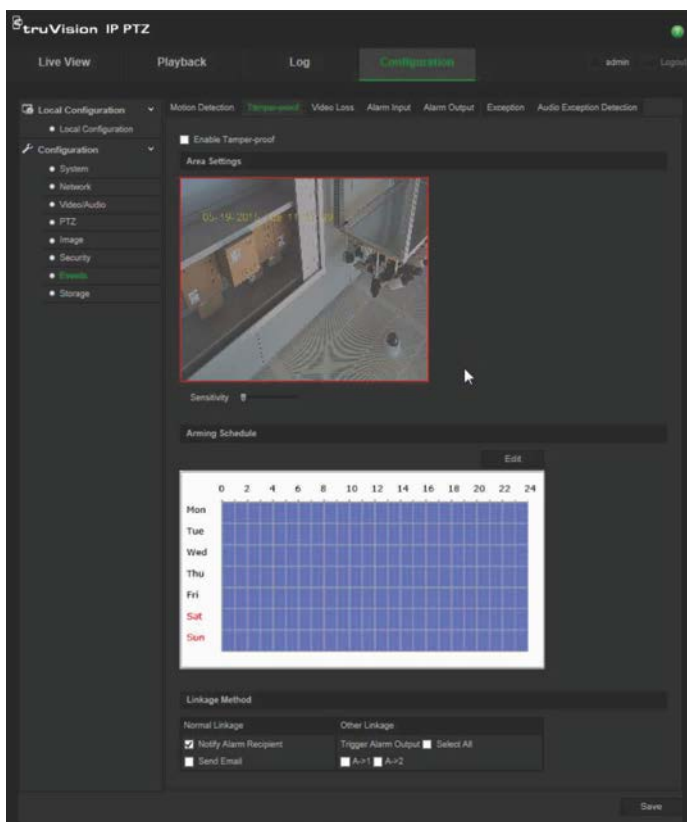 truVision IP PTZ
?
Live View Playback Log Configuration admin Logout
Local Configuration
Local Configuration
Configuration
System
Network
Video/Audio
PTZ
Image
Security
Events
Storage
Motion Detection Tamper-proof Video Loss Alarm Input Alarm Output Exception Audio Exception Detection
Enable Tamper-proof
Area Settings
Sensitivity
Arming Schedule
Edit
0 2 4 6 8 10 12 14 16 18 20 22 24
Mon
Tue
Wed
Thu
Fri
Sat
Sun
Linkage Method
Normal Linkage Other Linkage
Notify Alarm Recipient Trigger Alarm Output Select All
Send Email A->1 A->2
Save